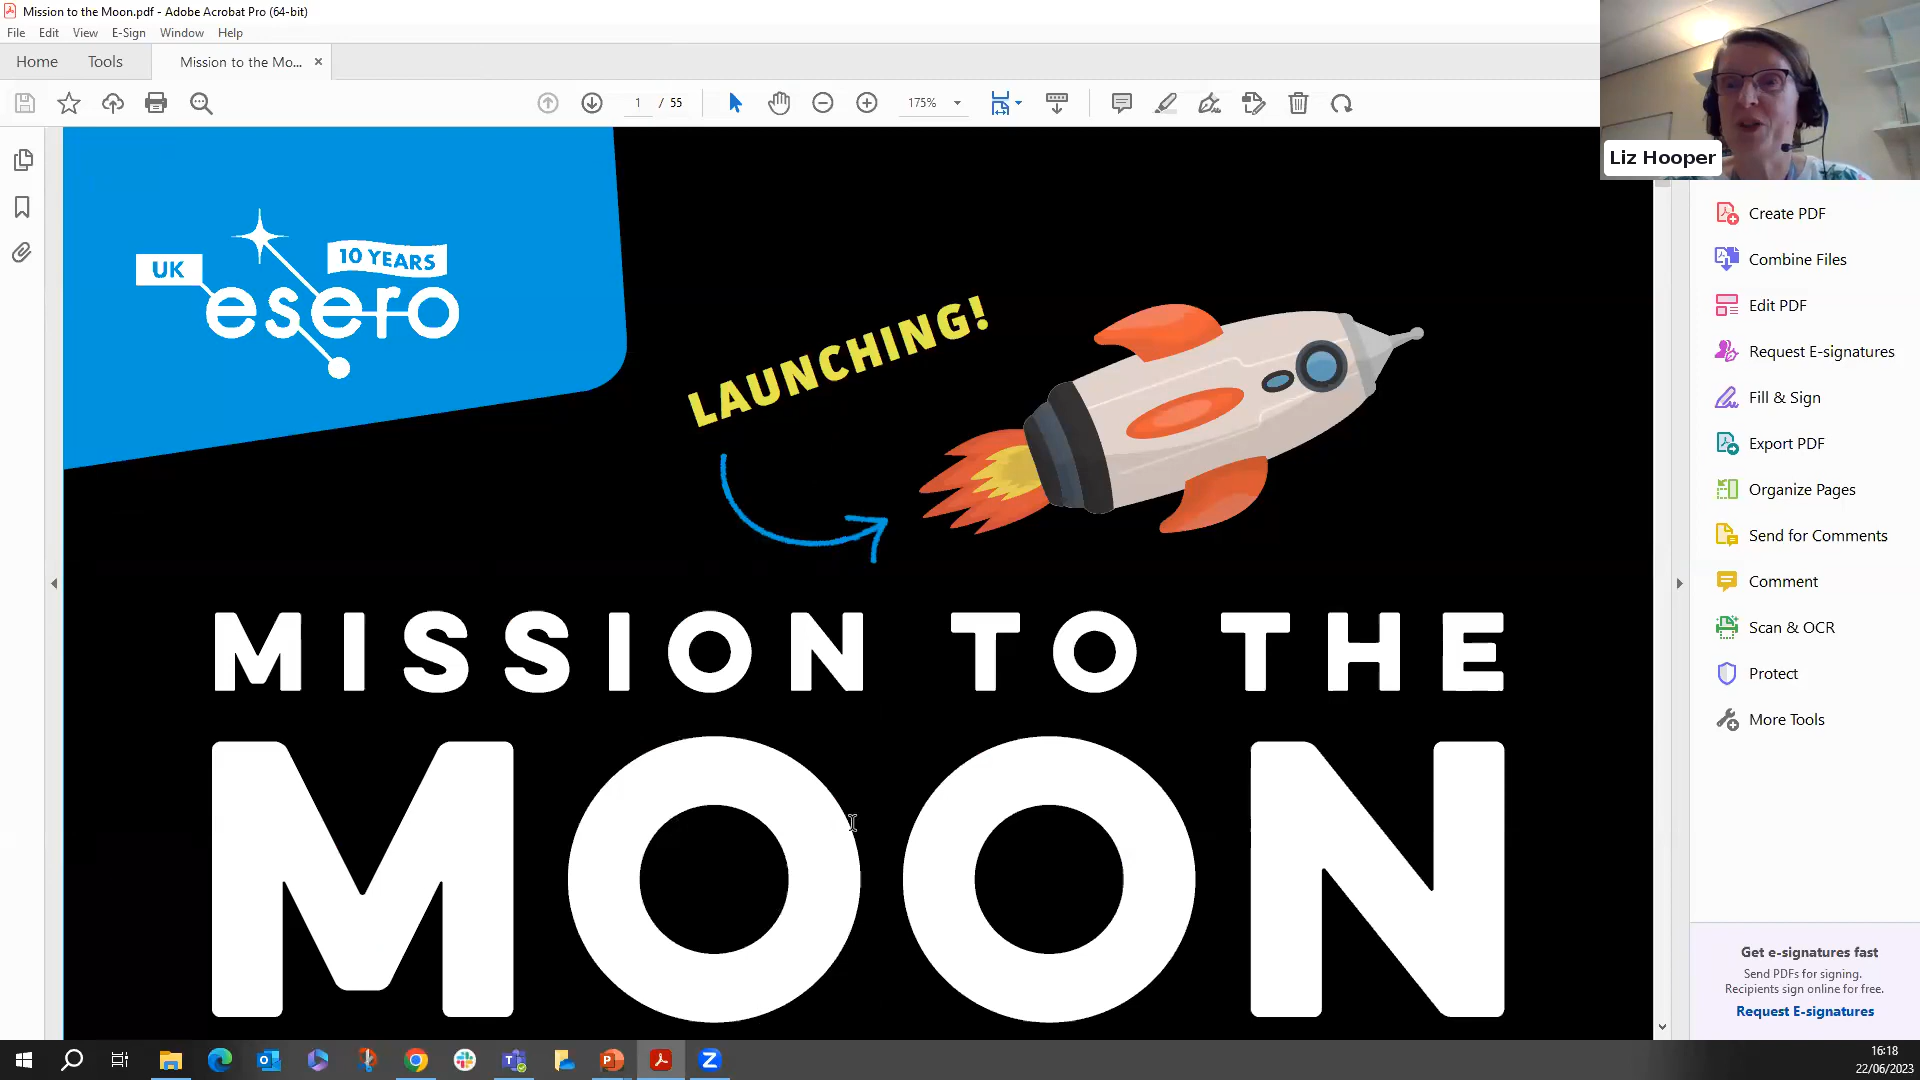 Mission to the Moon.pdf - Adobe Acrobat Pro (64-bit)
File Edit View E-Sign Window Help
Home Tools Mission to the Mo... ×
1 / 55 175%
Liz Hooper
UK
10 YEARS
esero
LAUNCHING!
MISSION TO THE
MOON
Create PDF
Combine Files
Edit PDF
Request E-signatures
Fill & Sign
Export PDF
Organize Pages
Send for Comments
Comment
Scan & OCR
Protect
More Tools
Get e-signatures fast
Send PDFs for signing.
Recipients sign online for free.
Request E-signatures
16:18
22/06/2023